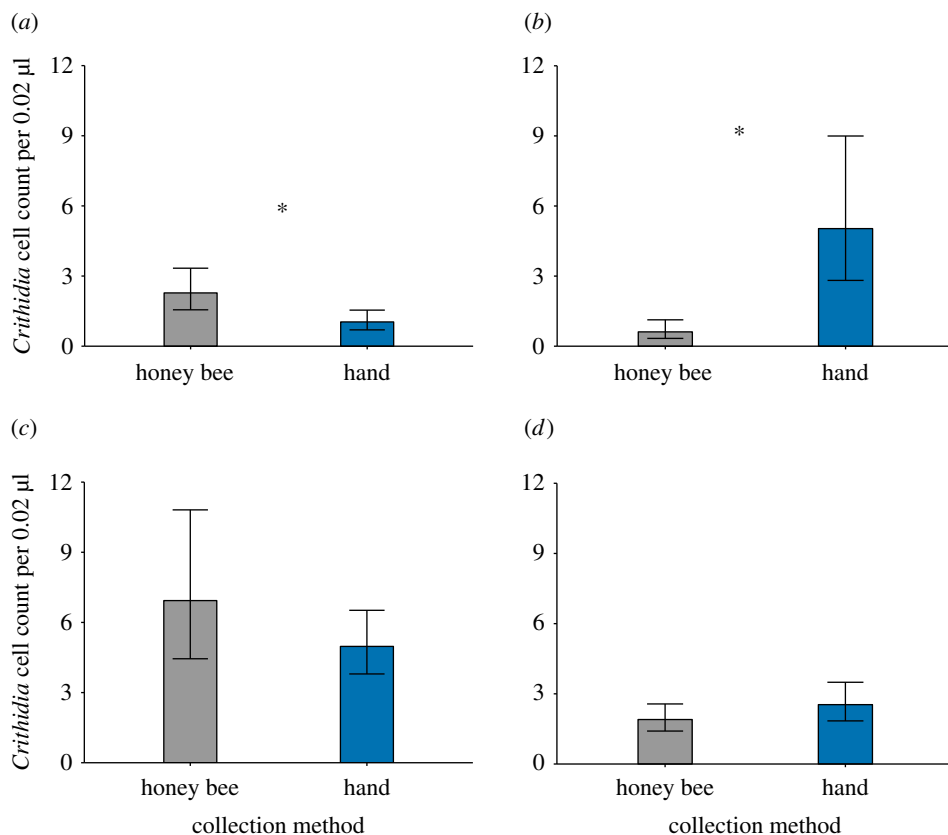 (a)
Crithidia cell count per 0.02 µl
12
9
6
3
0
*
honey bee
hand
(b)
12
9
6
3
0
*
honey bee
hand
(c)
Crithidia cell count per 0.02 µl
12
9
6
3
0
honey bee
hand
collection method
(d)
12
9
6
3
0
honey bee
hand
collection method